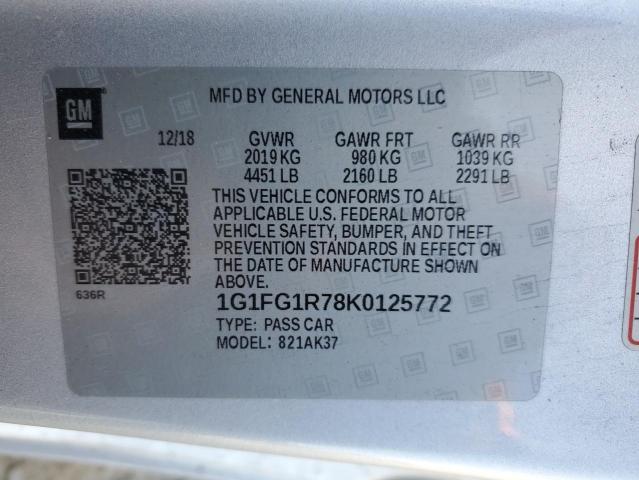 GM
MFD BY GENERAL MOTORS LLC
12/18 GVWR GAWR FRT GAWR RR
2019 KG 980 KG 1039 KG
4451 LB 2160 LB 2291 LB
THIS VEHICLE CONFORMS TO ALL
APPLICABLE U.S. FEDERAL MOTOR
VEHICLE SAFETY, BUMPER, AND THEFT
PREVENTION STANDARDS IN EFFECT ON
THE DATE OF MANUFACTURE SHOWN
ABOVE.
636R
1G1FG1R78K0125772
TYPE: PASS CAR
MODEL: 821AK37